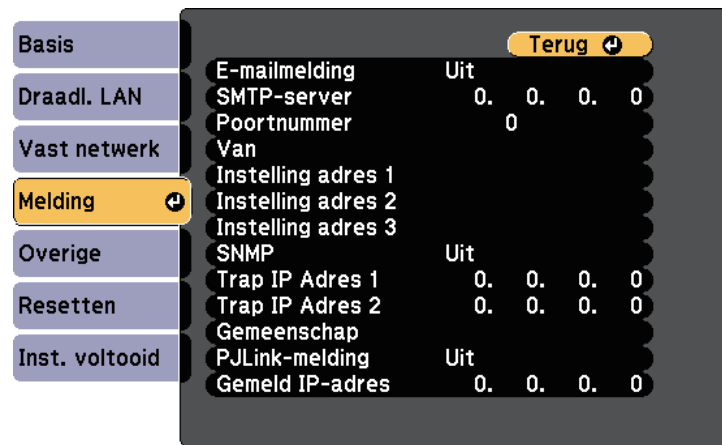 Basis
Draadl. LAN
Vast netwerk
Melding
Overige
Resetten
Inst. voltooid
Terug
E-mailmelding Uit
SMTP-server 0. 0. 0. 0
Poortnummer 0
Van
Instelling adres 1
Instelling adres 2
Instelling adres 3
SNMP Uit
Trap IP Adres 1 0. 0. 0. 0
Trap IP Adres 2 0. 0. 0. 0
Gemeenschap
PJLink-melding Uit
Gemeld IP-adres 0. 0. 0. 0